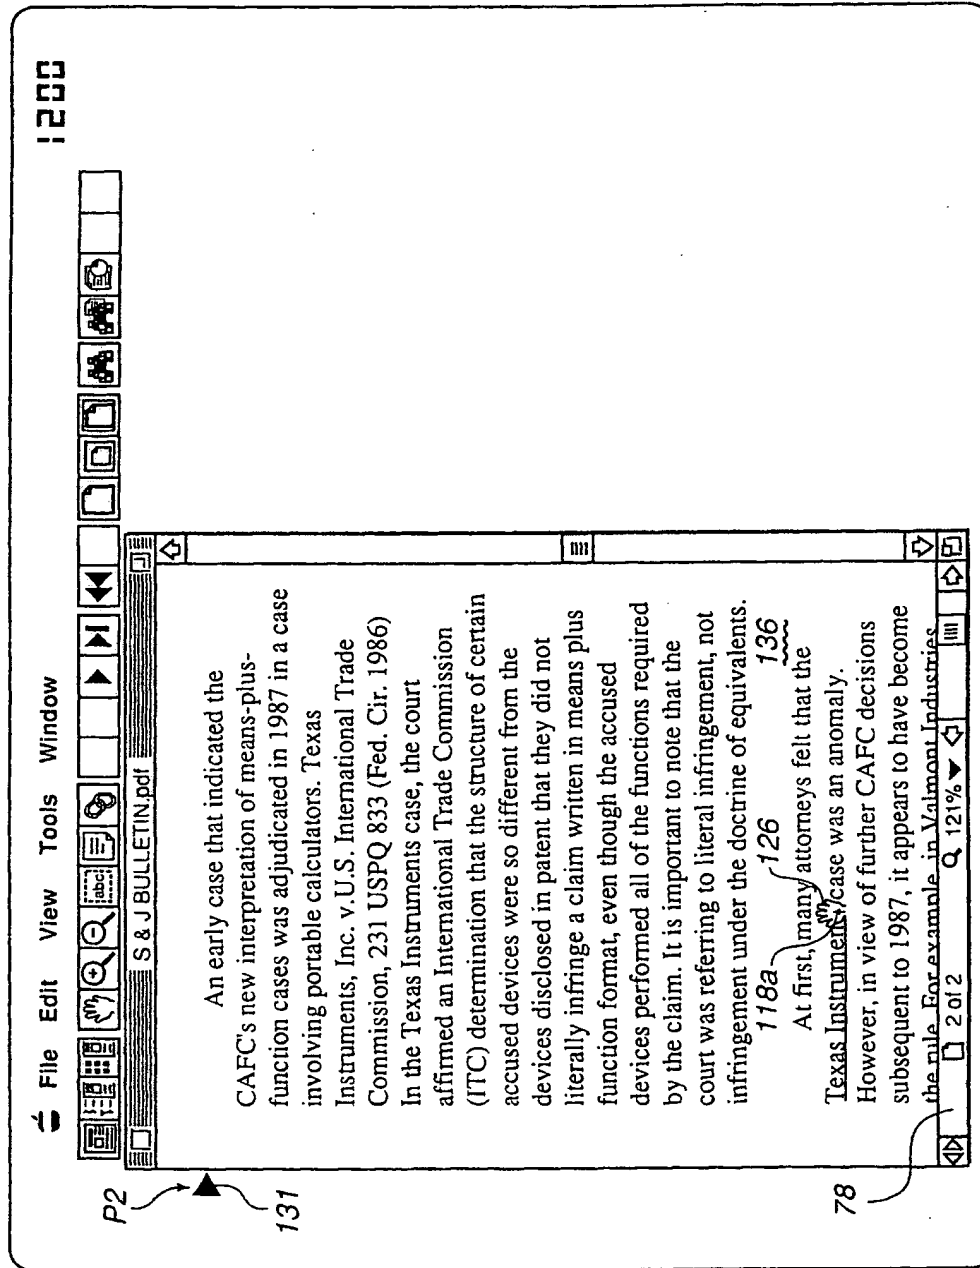 1200
File Edit View Tools Window
abc
S & J BULLETIN.pdf
P2
131
An early case that indicated the
CAFC's new interpretation of means-plus-
function cases was adjudicated in 1987 in a case
involving portable calculators. Texas
Instruments, Inc. v.U.S. International Trade
Commission, 231 USPQ 833 (Fed. Cir. 1986)
In the Texas Instruments case, the court
affirmed an International Trade Commission
(ITC) determination that the structure of certain
accused devices were so different from the
devices disclosed in patent that they did not
literally infringe a claim written in means plus
function format, even though the accused
devices performed all of the functions required
by the claim. It is important to note that the
court was referring to literal infringement, not
infringement under the doctrine of equivalents.
118a 126 136
At first, many attorneys felt that the
Texas Instruments case was an anomaly.
However, in view of further CAFC decisions
subsequent to 1987, it appears to have become
the rule. For example, in Valmont Industries
78
2 of 2 121%